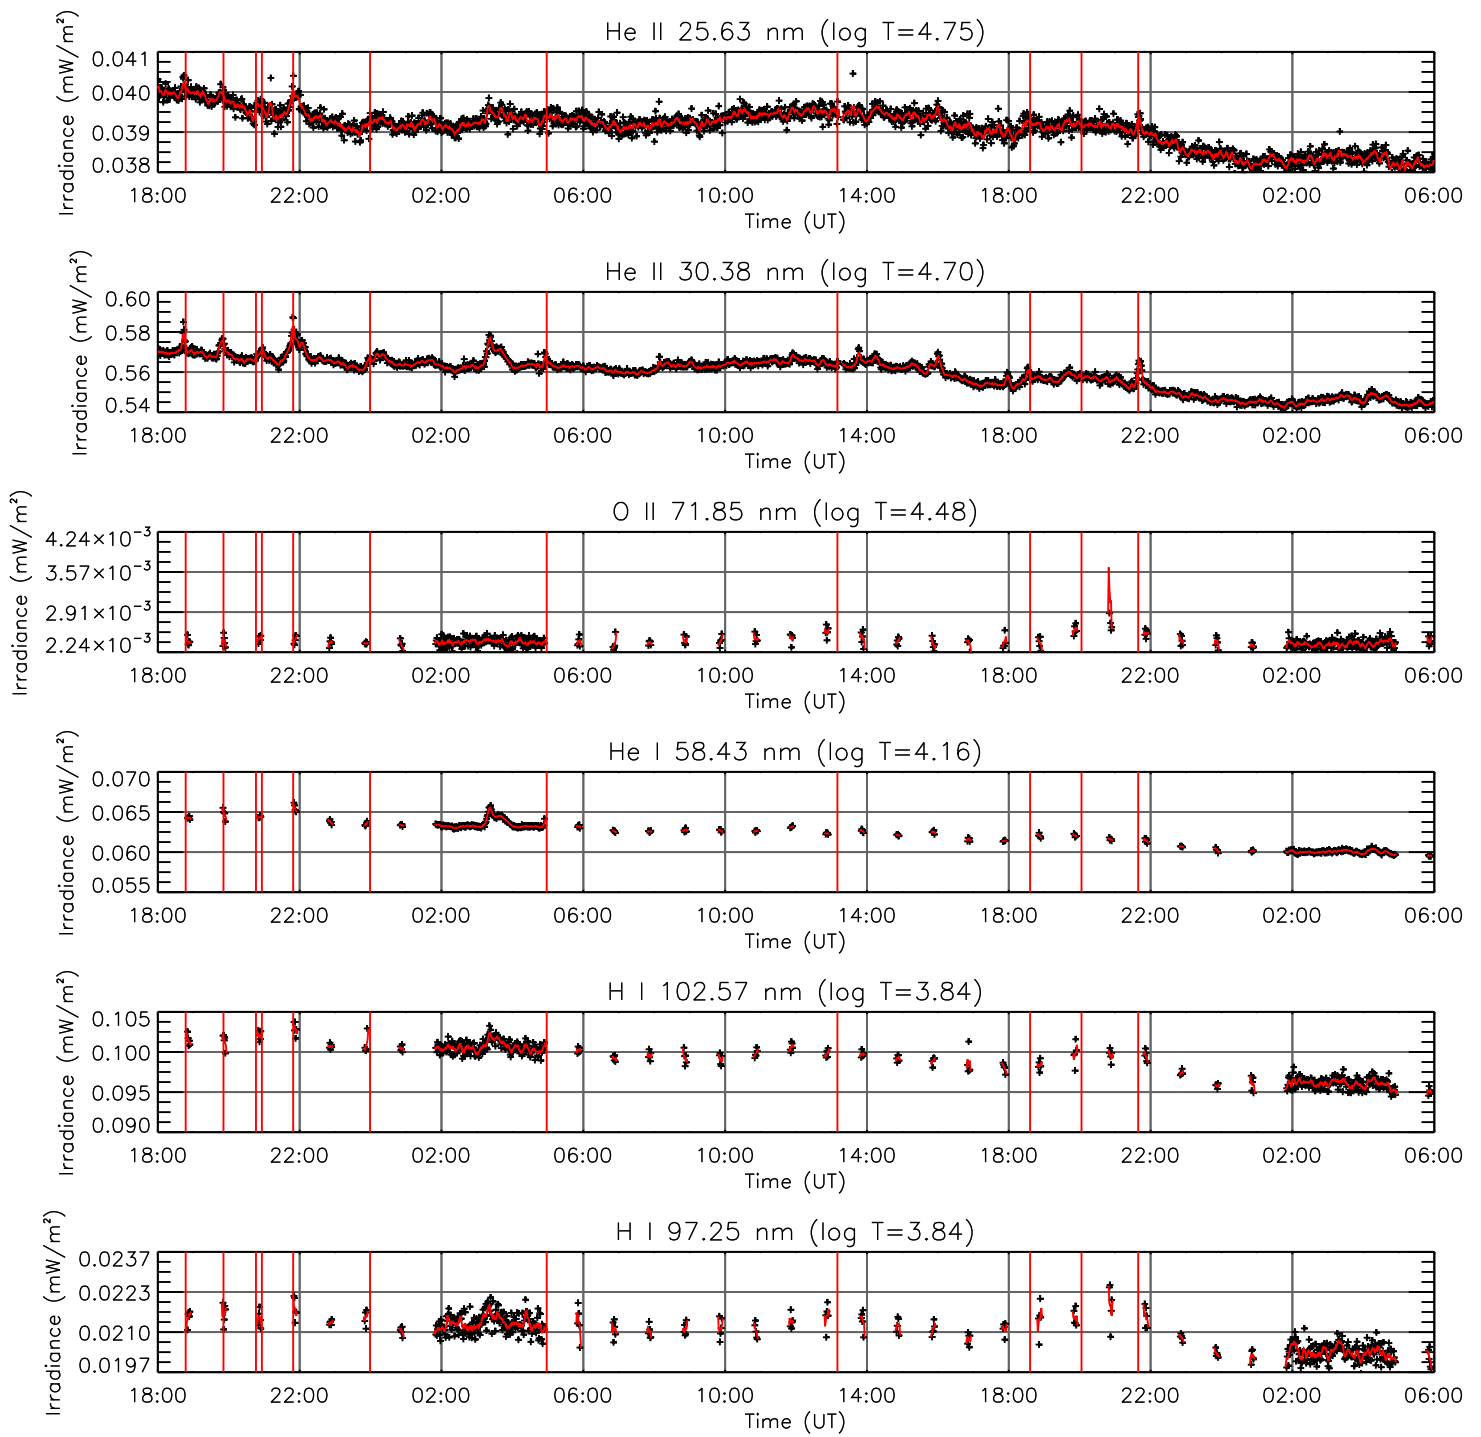 He II 25.63 nm (log T=4.75)
Irradiance (mW/m²)
0.041
0.040
0.039
0.038
18:00 22:00 02:00 06:00 10:00 14:00 18:00 22:00 02:00 06:00
Time (UT)
He II 30.38 nm (log T=4.70)
Irradiance (mW/m²)
0.60
0.58
0.56
0.54
18:00 22:00 02:00 06:00 10:00 14:00 18:00 22:00 02:00 06:00
Time (UT)
O II 71.85 nm (log T=4.48)
Irradiance (mW/m²)
4.24×10⁻³
3.57×10⁻³
2.91×10⁻³
2.24×10⁻³
18:00 22:00 02:00 06:00 10:00 14:00 18:00 22:00 02:00 06:00
Time (UT)
He I 58.43 nm (log T=4.16)
Irradiance (mW/m²)
0.070
0.065
0.060
0.055
18:00 22:00 02:00 06:00 10:00 14:00 18:00 22:00 02:00 06:00
Time (UT)
H I 102.57 nm (log T=3.84)
Irradiance (mW/m²)
0.105
0.100
0.095
0.090
18:00 22:00 02:00 06:00 10:00 14:00 18:00 22:00 02:00 06:00
Time (UT)
H I 97.25 nm (log T=3.84)
Irradiance (mW/m²)
0.0237
0.0223
0.0210
0.0197
18:00 22:00 02:00 06:00 10:00 14:00 18:00 22:00 02:00 06:00
Time (UT)